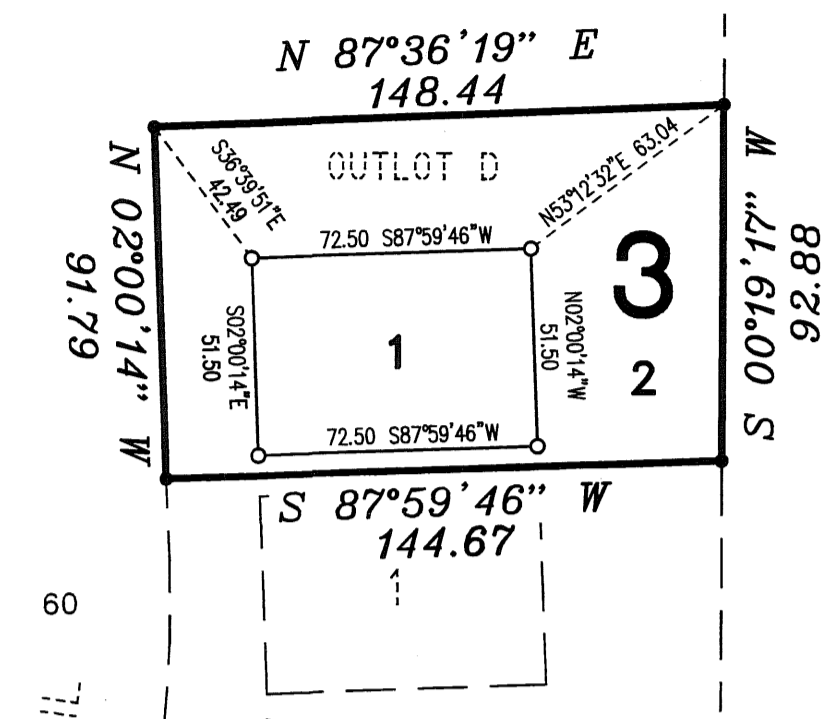 N 87°36'19" E
148.44
S36°39'51"E
42.49
OUTLOT D
N53°12'32"E 63.04
N 02°00'14" W
91.79
72.50 S87°59'46"W
3
S 00°19'17" W
92.88
S02°00'14"E
51.50
1
N02°00'14"W
51.50
2
72.50 S87°59'46"W
S 87°59'46" W
144.67
1
60